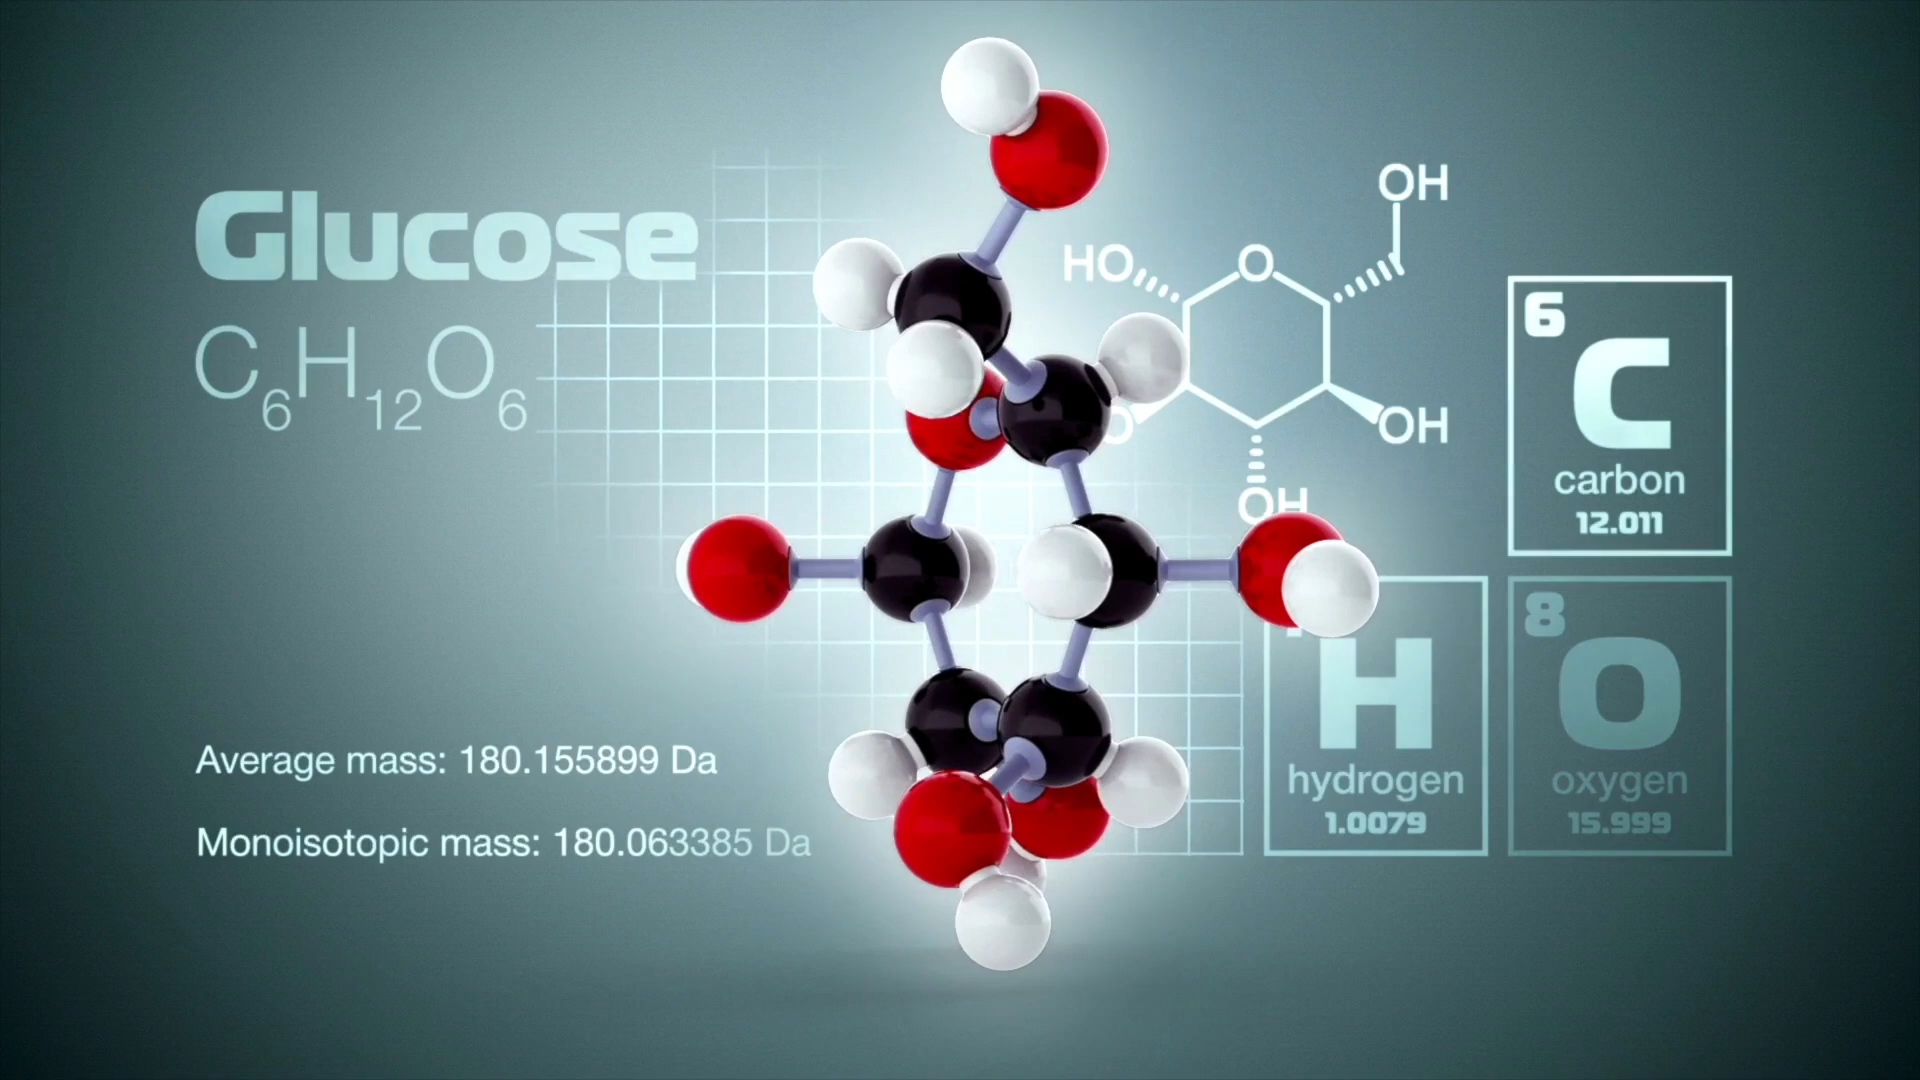 Glucose
C6H12O6
Average mass: 180.155899 Da
Monoisotopic mass: 180.063385 Da
OH
HO
O
OH
O
OH
6
C
carbon
12.011
H
hydrogen
1.0079
8
O
oxygen
15.999